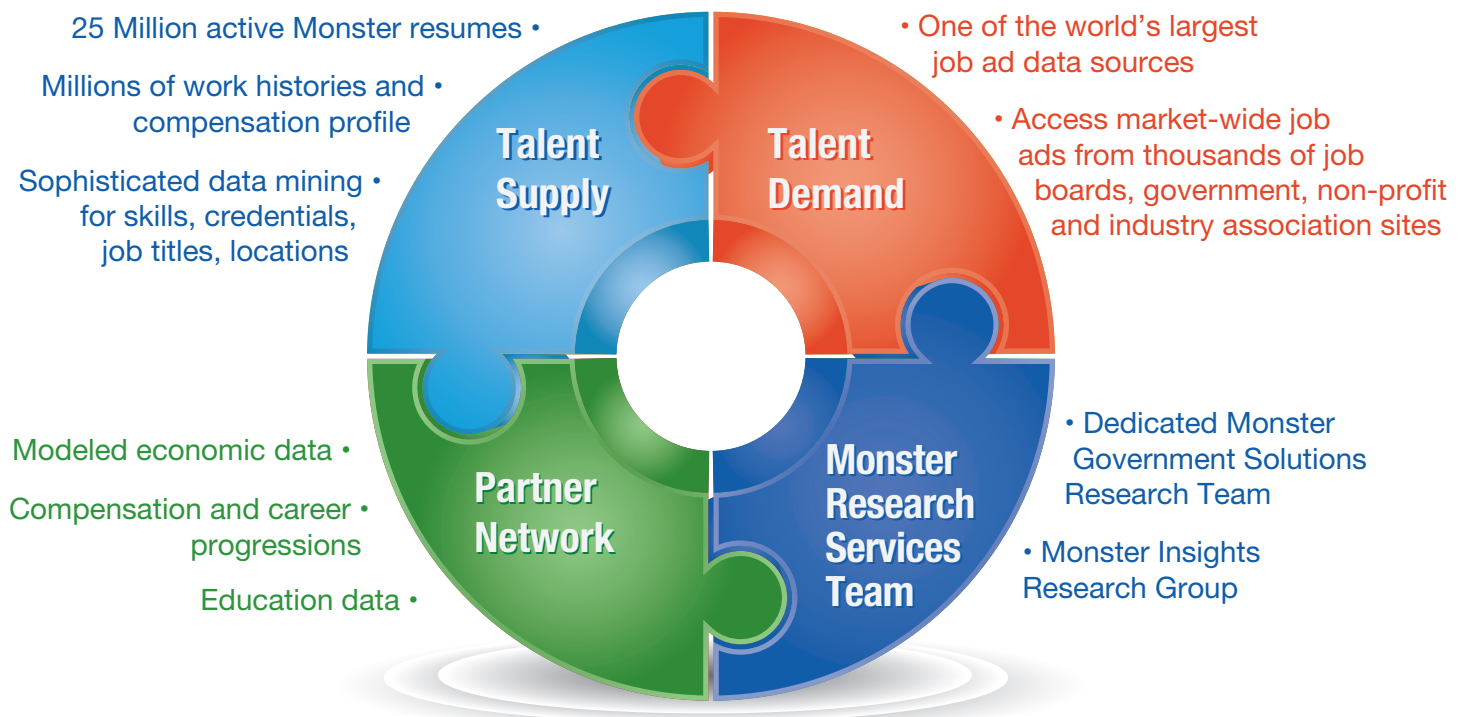 25 Million active Monster resumes •
Millions of work histories and •
compensation profile
Sophisticated data mining •
for skills, credentials,
job titles, locations
Talent
Supply
Talent
Demand
• One of the world's largest
job ad data sources
• Access market-wide job
ads from thousands of job
boards, government, non-profit
and industry association sites
Modeled economic data •
Compensation and career •
progressions
Education data •
Partner
Network
Monster
Research
Services
Team
• Dedicated Monster
Government Solutions
Research Team
• Monster Insights
Research Group